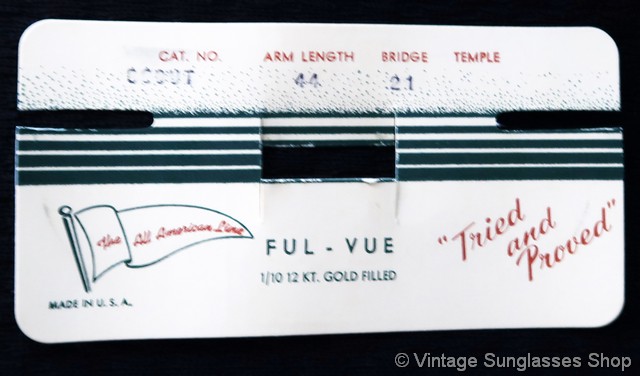 CAT. NO. ARM LENGTH BRIDGE TEMPLE
44 21
The All American Line
MADE IN U.S.A.
FUL - VUE
1/10 12 KT. GOLD FILLED
"Tried
and
Proved"
© Vintage Sunglasses Shop